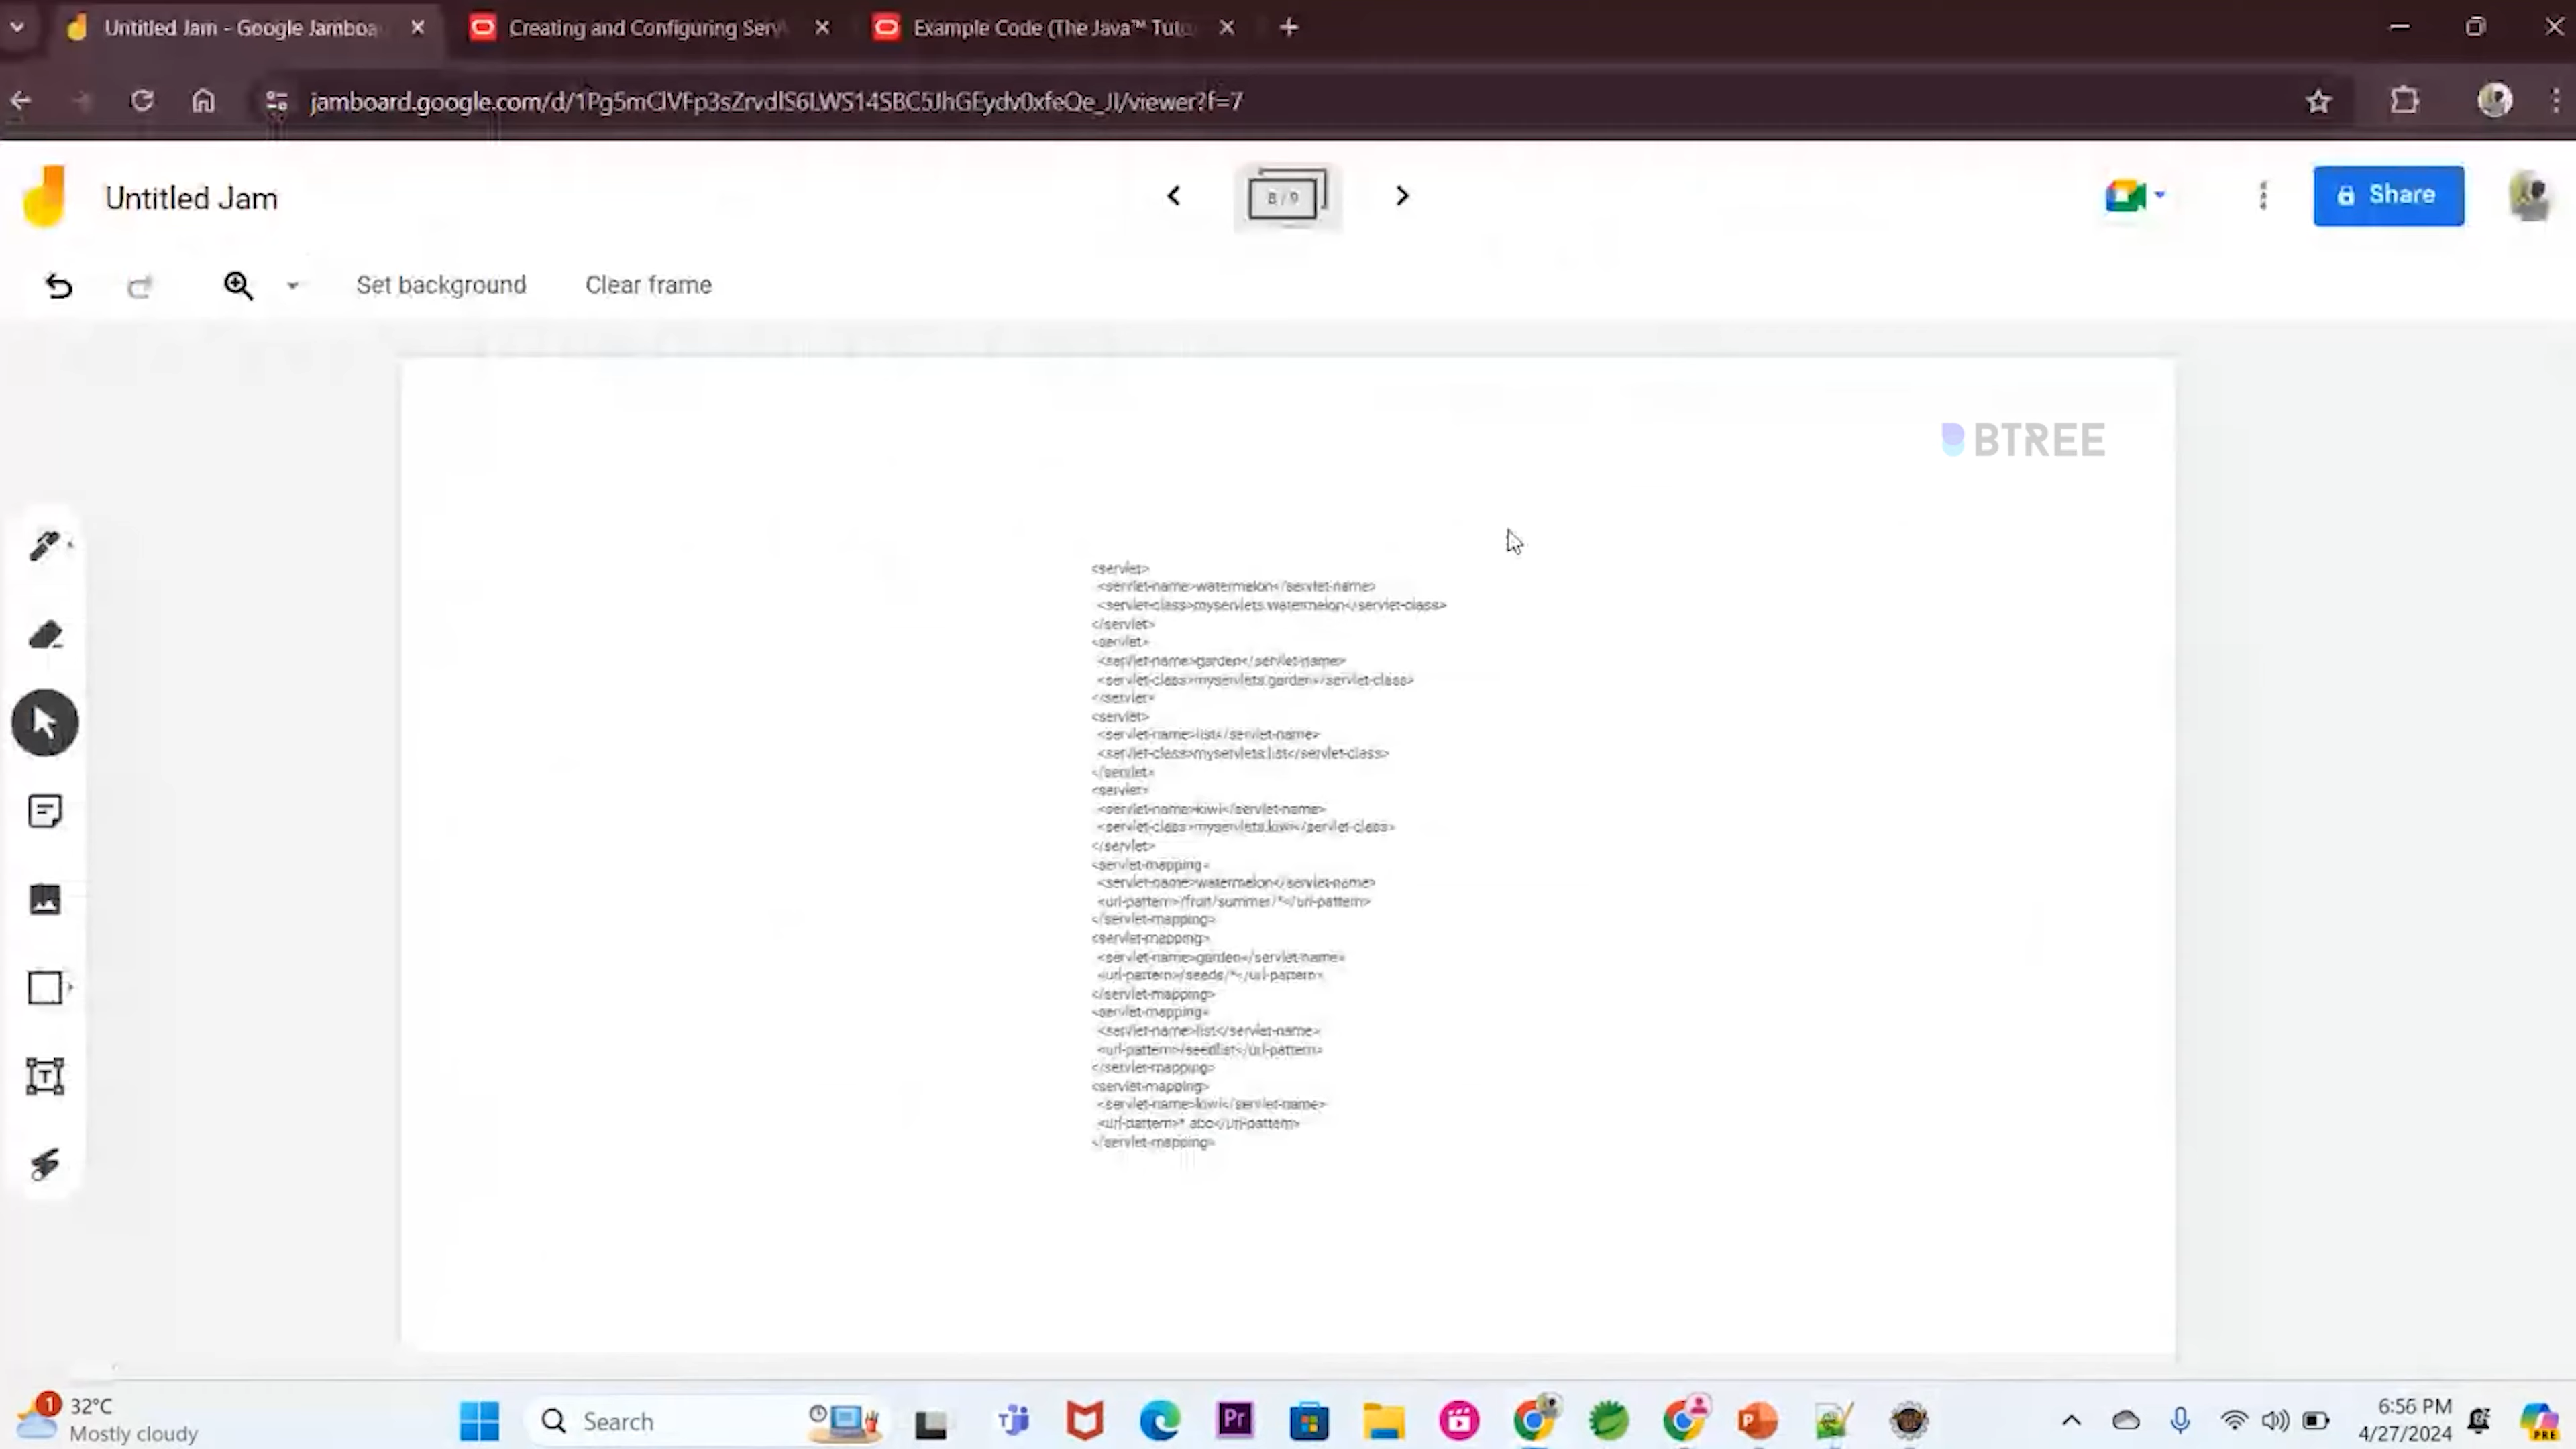 Untitled Jam - Google Jamboa
Creating and Configuring Serv
Example Code (The Java™ Tuto
jamboard.google.com/d/1Pg5mClVFp3sZrvdlS6LWS14SBC5JhGEydv0xfeQe_JI/viewer?f=7
Untitled Jam
8 / 9
Share
Set background
Clear frame
BTREE
<servlet>
<servlet-name>watermelon</servlet-name>
<servlet-class>myservlets.watermelon</servlet-class>
</servlet>
<servlet>
<servlet-name>garden</servlet-name>
<servlet-class>myservlets.garden</servlet-class>
</servlet>
<servlet>
<servlet-name>list</servlet-name>
<servlet-class>myservlets.list</servlet-class>
</servlet>
<servlet>
<servlet-name>kiwi</servlet-name>
<servlet-class>myservlets.kiwi</servlet-class>
</servlet>
<servlet-mapping>
<servlet-name>watermelon</servlet-name>
<url-pattern>/fruit/summer/*</url-pattern>
</servlet-mapping>
<servlet-mapping>
<servlet-name>garden</servlet-name>
<url-pattern>/seeds/*</url-pattern>
</servlet-mapping>
<servlet-mapping>
<servlet-name>list</servlet-name>
<url-pattern>/seedlist</url-pattern>
</servlet-mapping>
<servlet-mapping>
<servlet-name>kiwi</servlet-name>
<url-pattern>*.abc</url-pattern>
</servlet-mapping>
1
32°C
Mostly cloudy
Search
Pr
6:56 PM
4/27/2024
PRE